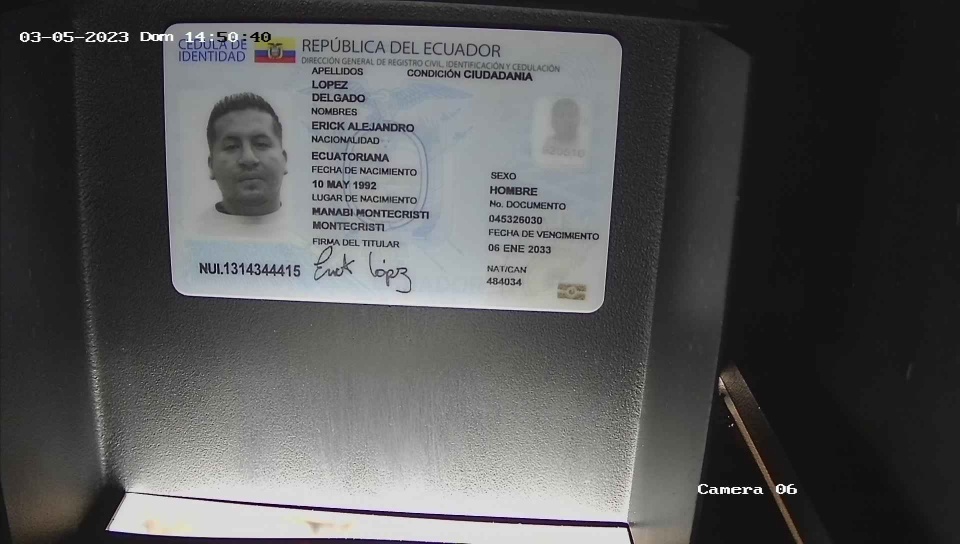 03-05-2023 Dom 14:50:40
CÉDULA DE
IDENTIDAD
REPÚBLICA DEL ECUADOR
DIRECCIÓN GENERAL DE REGISTRO CIVIL, IDENTIFICACIÓN Y CEDULACIÓN
APELLIDOS
CONDICIÓN CIUDADANIA
LOPEZ
DELGADO
NOMBRES
ERICK ALEJANDRO
NACIONALIDAD
ECUATORIANA
FECHA DE NACIMIENTO
10 MAY 1992
LUGAR DE NACIMIENTO
MANABI MONTECRISTI
MONTECRISTI
FIRMA DEL TITULAR
Erick López
NUI.1314344415
SEXO
HOMBRE
No. DOCUMENTO
045326030
FECHA DE VENCIMIENTO
06 ENE 2033
NAT/CAN
484034
Camera 06